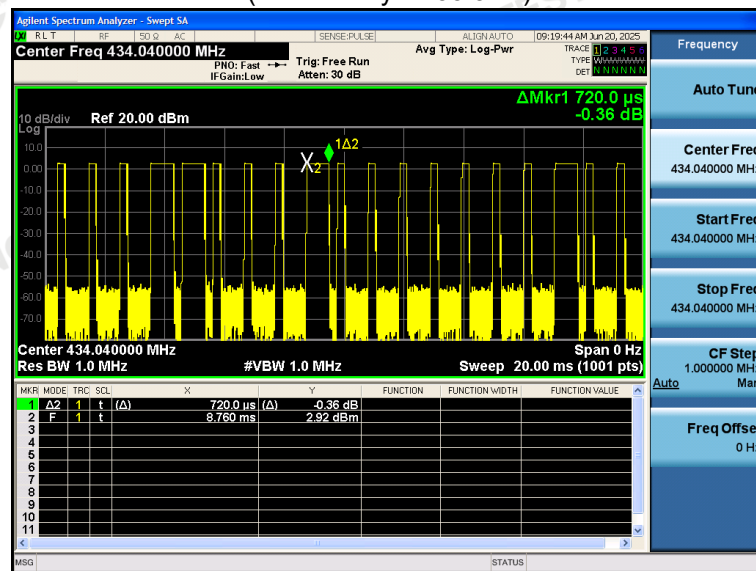 Agilent Spectrum Analyzer - Swept SA
LXI RLT RF 50 Ω AC SENSE:PULSE ALIGN AUTO 09:19:44 AM Jun 20, 2025
Center Freq 434.040000 MHz Avg Type: Log-Pwr TRACE 1 2 3 4 5 6
PNO: Fast Trig: Free Run TYPE
IFGain:Low Atten: 30 dB DET N N N N N N
Frequency
Auto Tune
ΔMkr1 720.0 µs
-0.36 dB
10 dB/div Ref 20.00 dBm
Log
10.0
0.00
-10.0
-20.0
-30.0
-40.0
-50.0
-60.0
-70.0
X2
1Δ2
Center 434.040000 MHz Span 0 Hz
Res BW 1.0 MHz #VBW 1.0 MHz Sweep 20.00 ms (1001 pts)
Center Freq
434.040000 MHz
Start Freq
434.040000 MHz
Stop Freq
434.040000 MHz
CF Step
1.000000 MHz
Auto Man
Freq Offset
0 Hz
MKR MODE TRC SCL X Y FUNCTION FUNCTION WIDTH FUNCTION VALUE
1 Δ2 1 t (Δ) 720.0 µs (Δ) -0.36 dB
2 F 1 t 8.760 ms 2.92 dBm
3
4
5
6
7
8
9
10
11
MSG STATUS